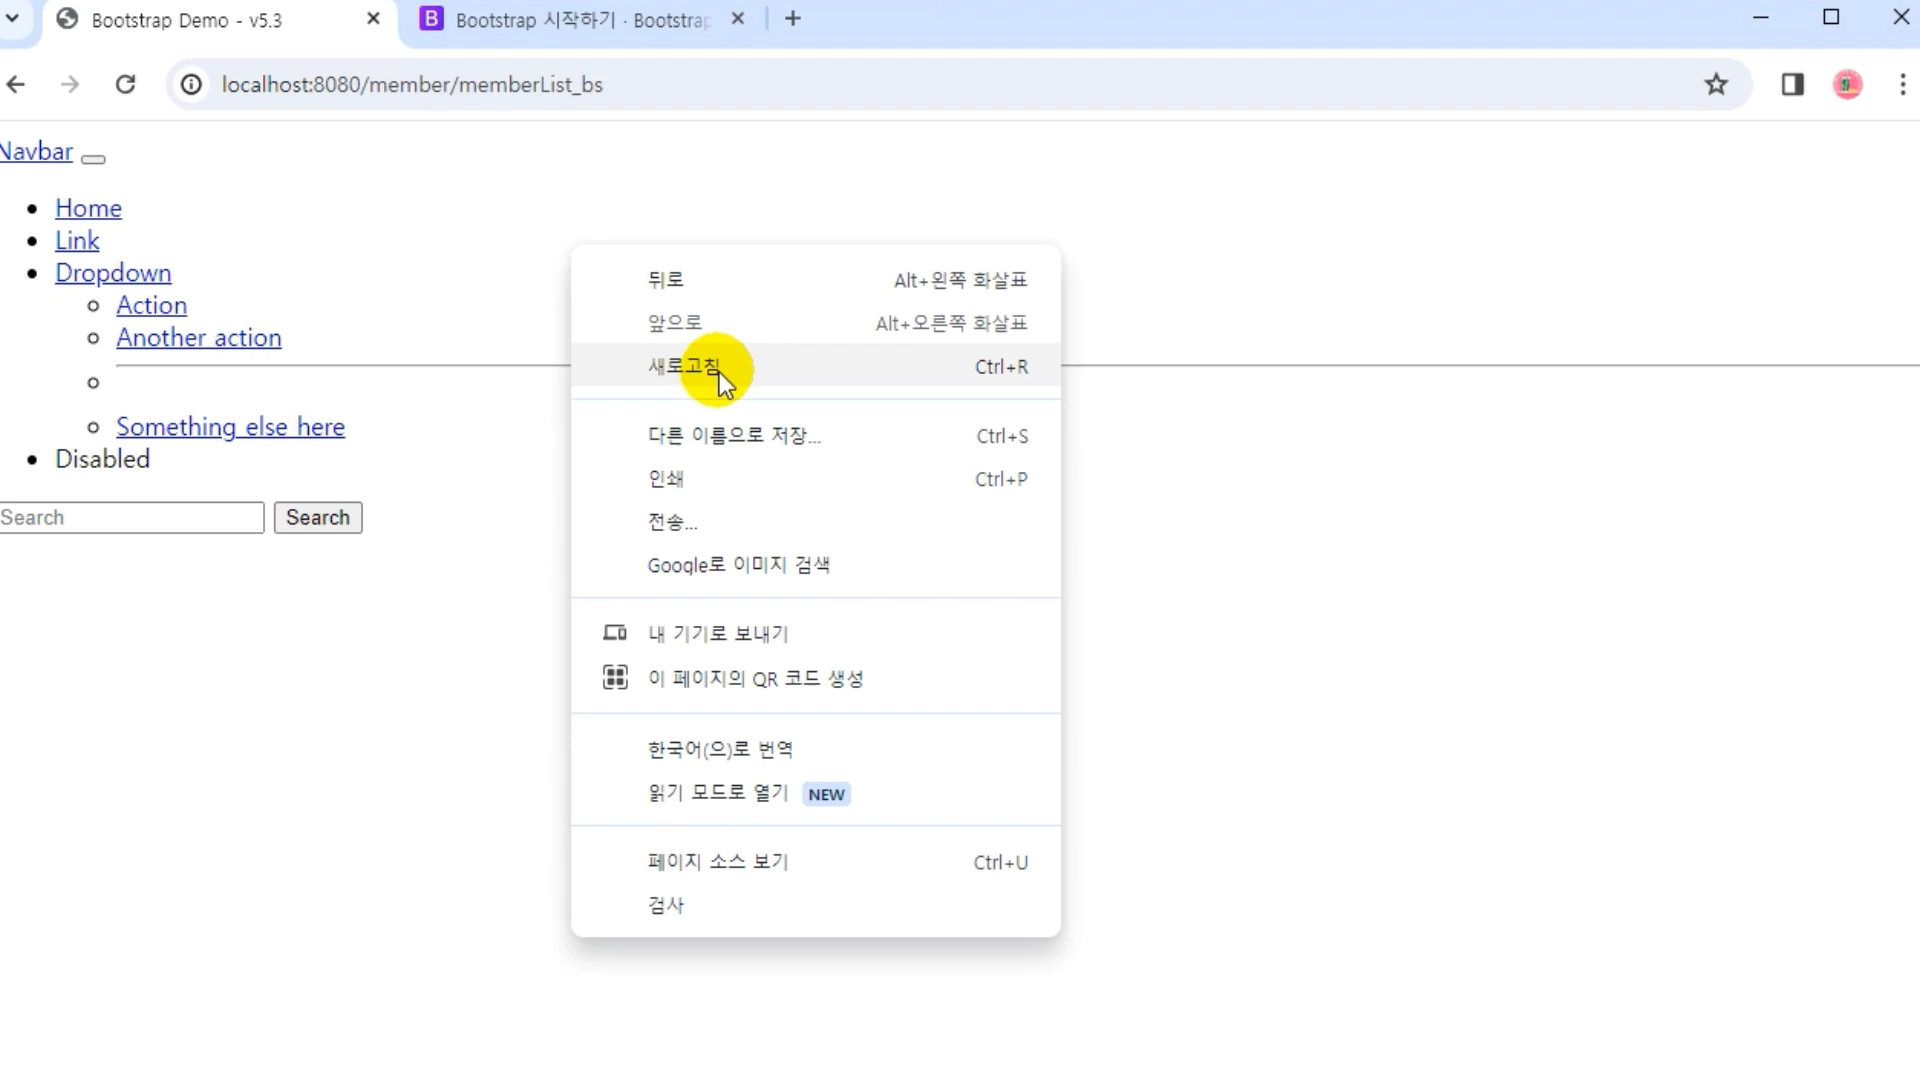 Bootstrap Demo - v5.3
B Bootstrap 시작하기 · Bootstrap
localhost:8080/member/memberList_bs
Navbar
Home
Link
Dropdown
Action
Another action
Something else here
Disabled
Search Search
뒤로 Alt+왼쪽 화살표
앞으로 Alt+오른쪽 화살표
새로고침 Ctrl+R
다른 이름으로 저장... Ctrl+S
인쇄 Ctrl+P
전송...
Google로 이미지 검색
내 기기로 보내기
이 페이지의 QR 코드 생성
한국어(으)로 번역
읽기 모드로 열기 NEW
페이지 소스 보기 Ctrl+U
검사